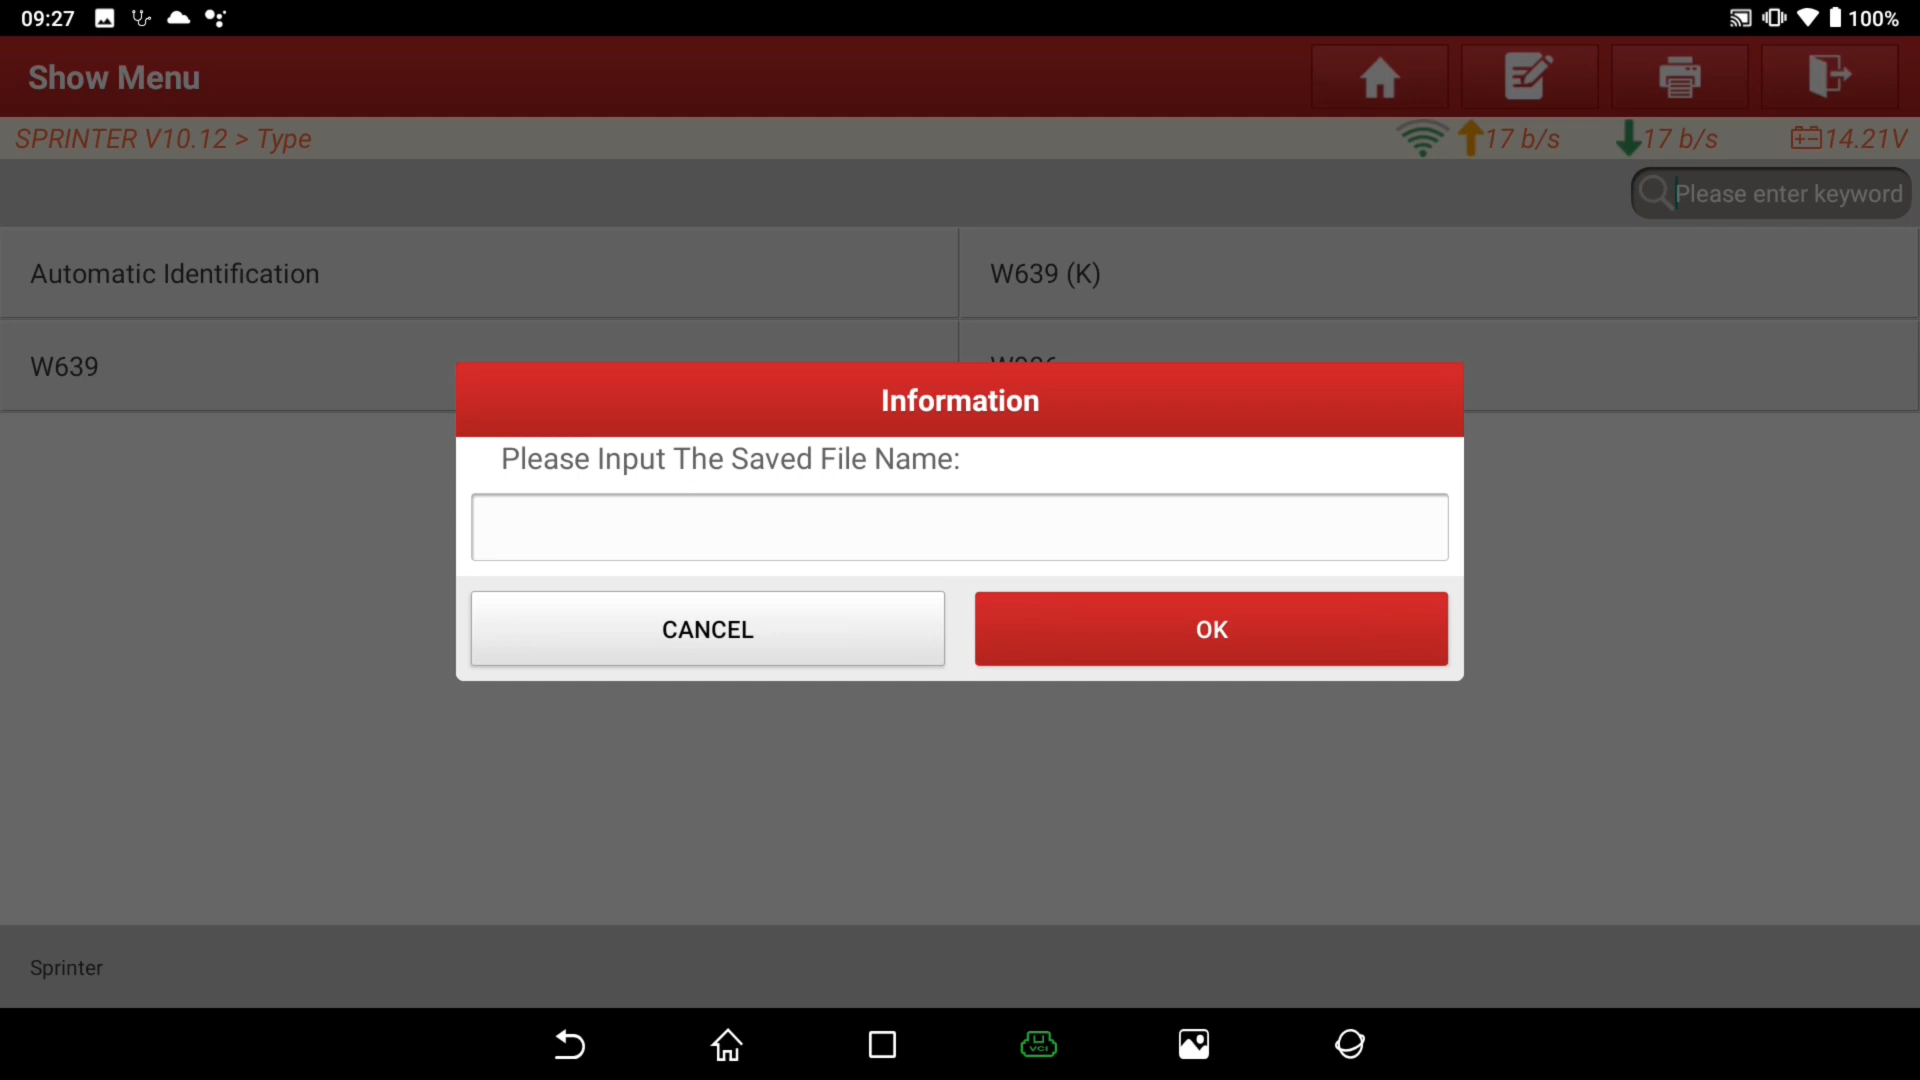 09:27
100%
Show Menu
SPRINTER V10.12 > Type
17 b/s
17 b/s
14.21V
Please enter keyword
Automatic Identification
W639 (K)
W639
Information
Please Input The Saved File Name:
CANCEL
OK
Sprinter
VCI